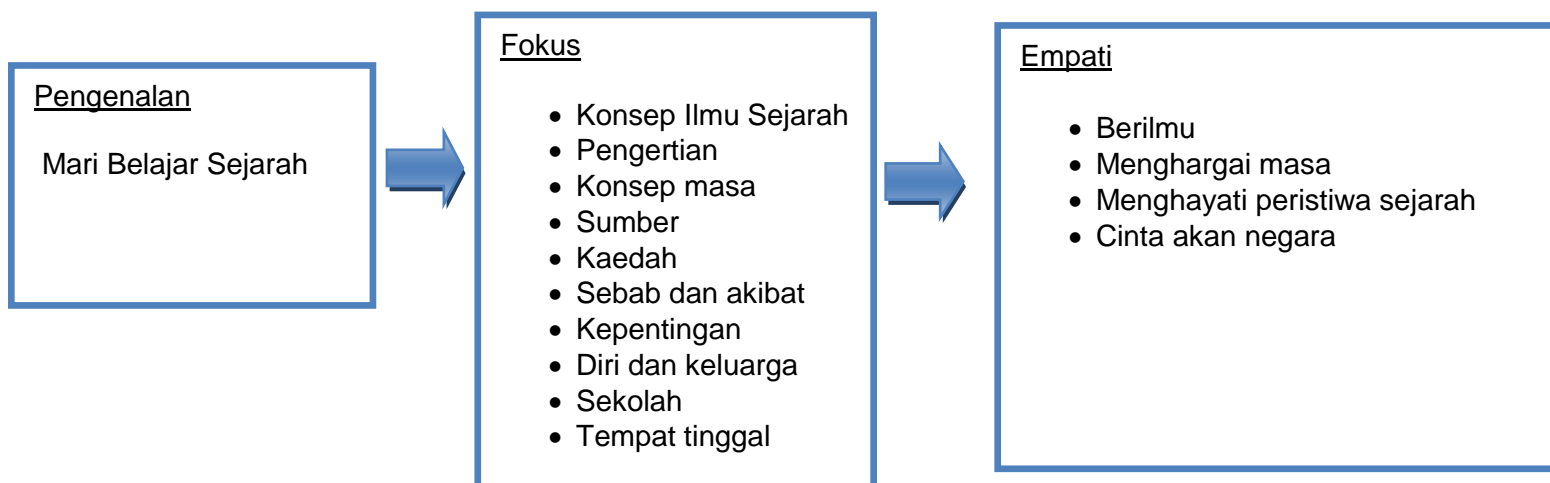 Pengenalan
Mari Belajar Sejarah
Fokus
• Konsep Ilmu Sejarah
• Pengertian
• Konsep masa
• Sumber
• Kaedah
• Sebab dan akibat
• Kepentingan
• Diri dan keluarga
• Sekolah
• Tempat tinggal
Empati
• Berilmu
• Menghargai masa
• Menghayati peristiwa sejarah
• Cinta akan negara